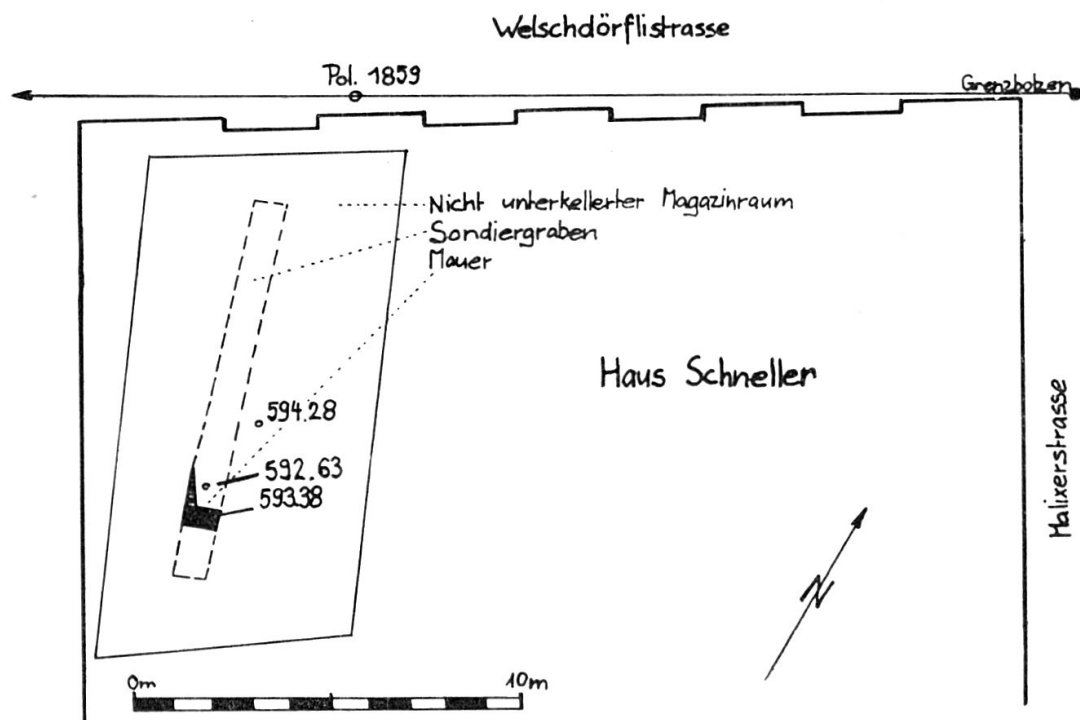 Welschdörflistrasse
Pol. 1859
Grenzbolzen
Nicht unterkellerter Magazinraum
Sondiergraben
Mauer
Haus Schneller
594.28
592.63
593.38
Malixerstrasse
N
0m
10m